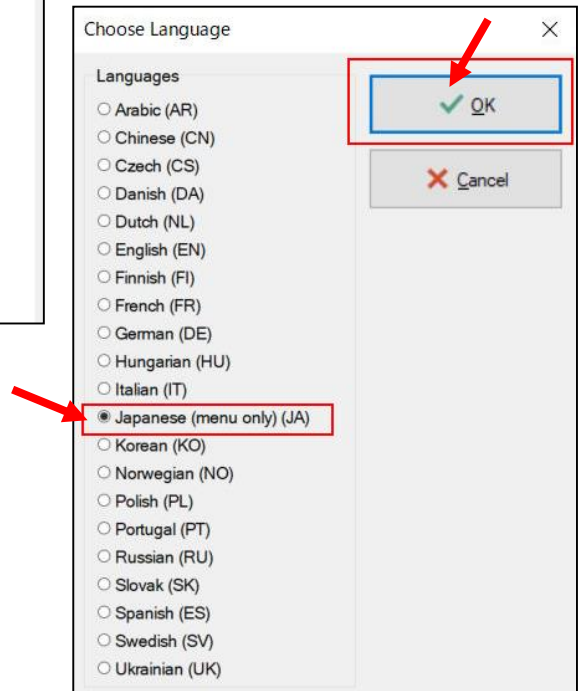 Choose Language
Languages
Arabic (AR)
Chinese (CN)
Czech (CS)
Danish (DA)
Dutch (NL)
English (EN)
Finnish (FI)
French (FR)
German (DE)
Hungarian (HU)
Italian (IT)
Japanese (menu only) (JA)
Korean (KO)
Norwegian (NO)
Polish (PL)
Portugal (PT)
Russian (RU)
Slovak (SK)
Spanish (ES)
Swedish (SV)
Ukrainian (UK)
OK
Cancel